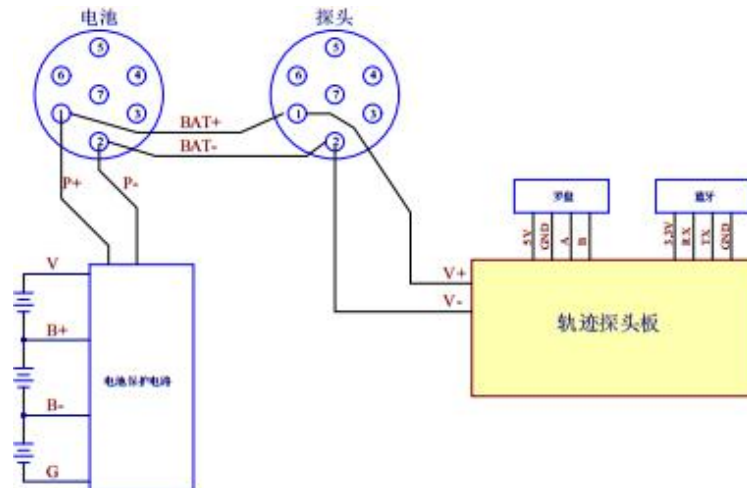 电池
探头
5
6
4
7
3
2
5
6
4
7
1
3
2
BAT+
BAT-
P+
P-
罗盘
蓝牙
5V
GND
A
B
3.3V
RX
TX
GND
V+
V-
轨迹探头板
V
B+
B-
G
电池保护电路